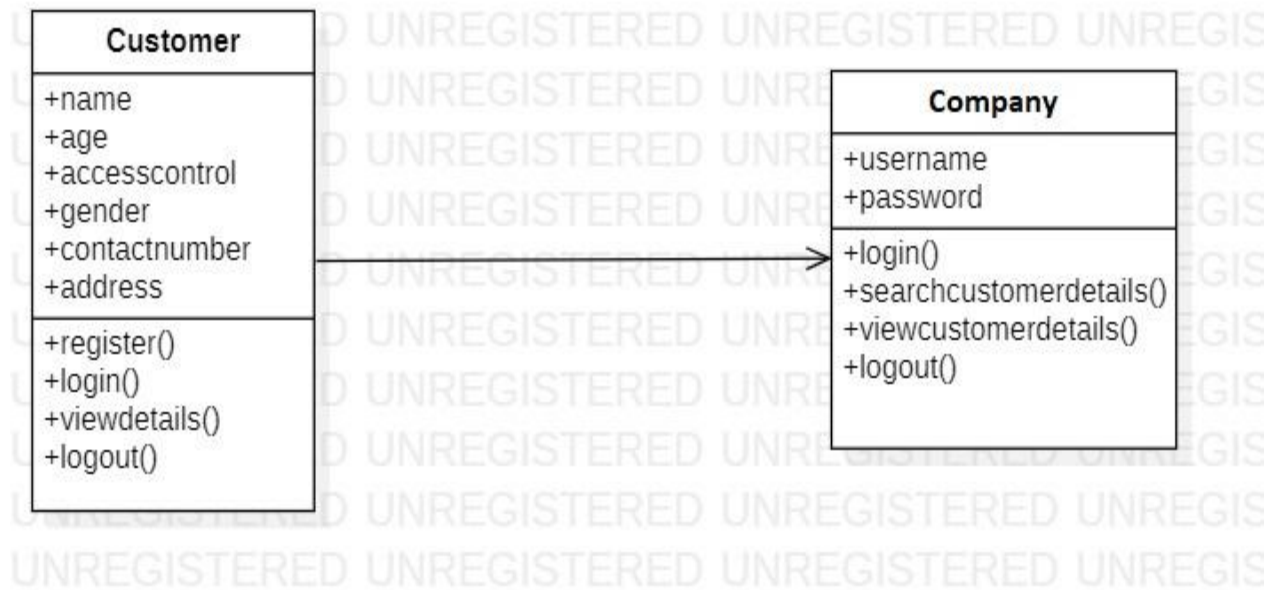 Customer
+name
+age
+accesscontrol
+gender
+contactnumber
+address
+register()
+login()
+viewdetails()
+logout()
Company
+username
+password
+login()
+searchcustomerdetails()
+viewcustomerdetails()
+logout()
UNREGISTERED UNREGISTERED UNREGIS